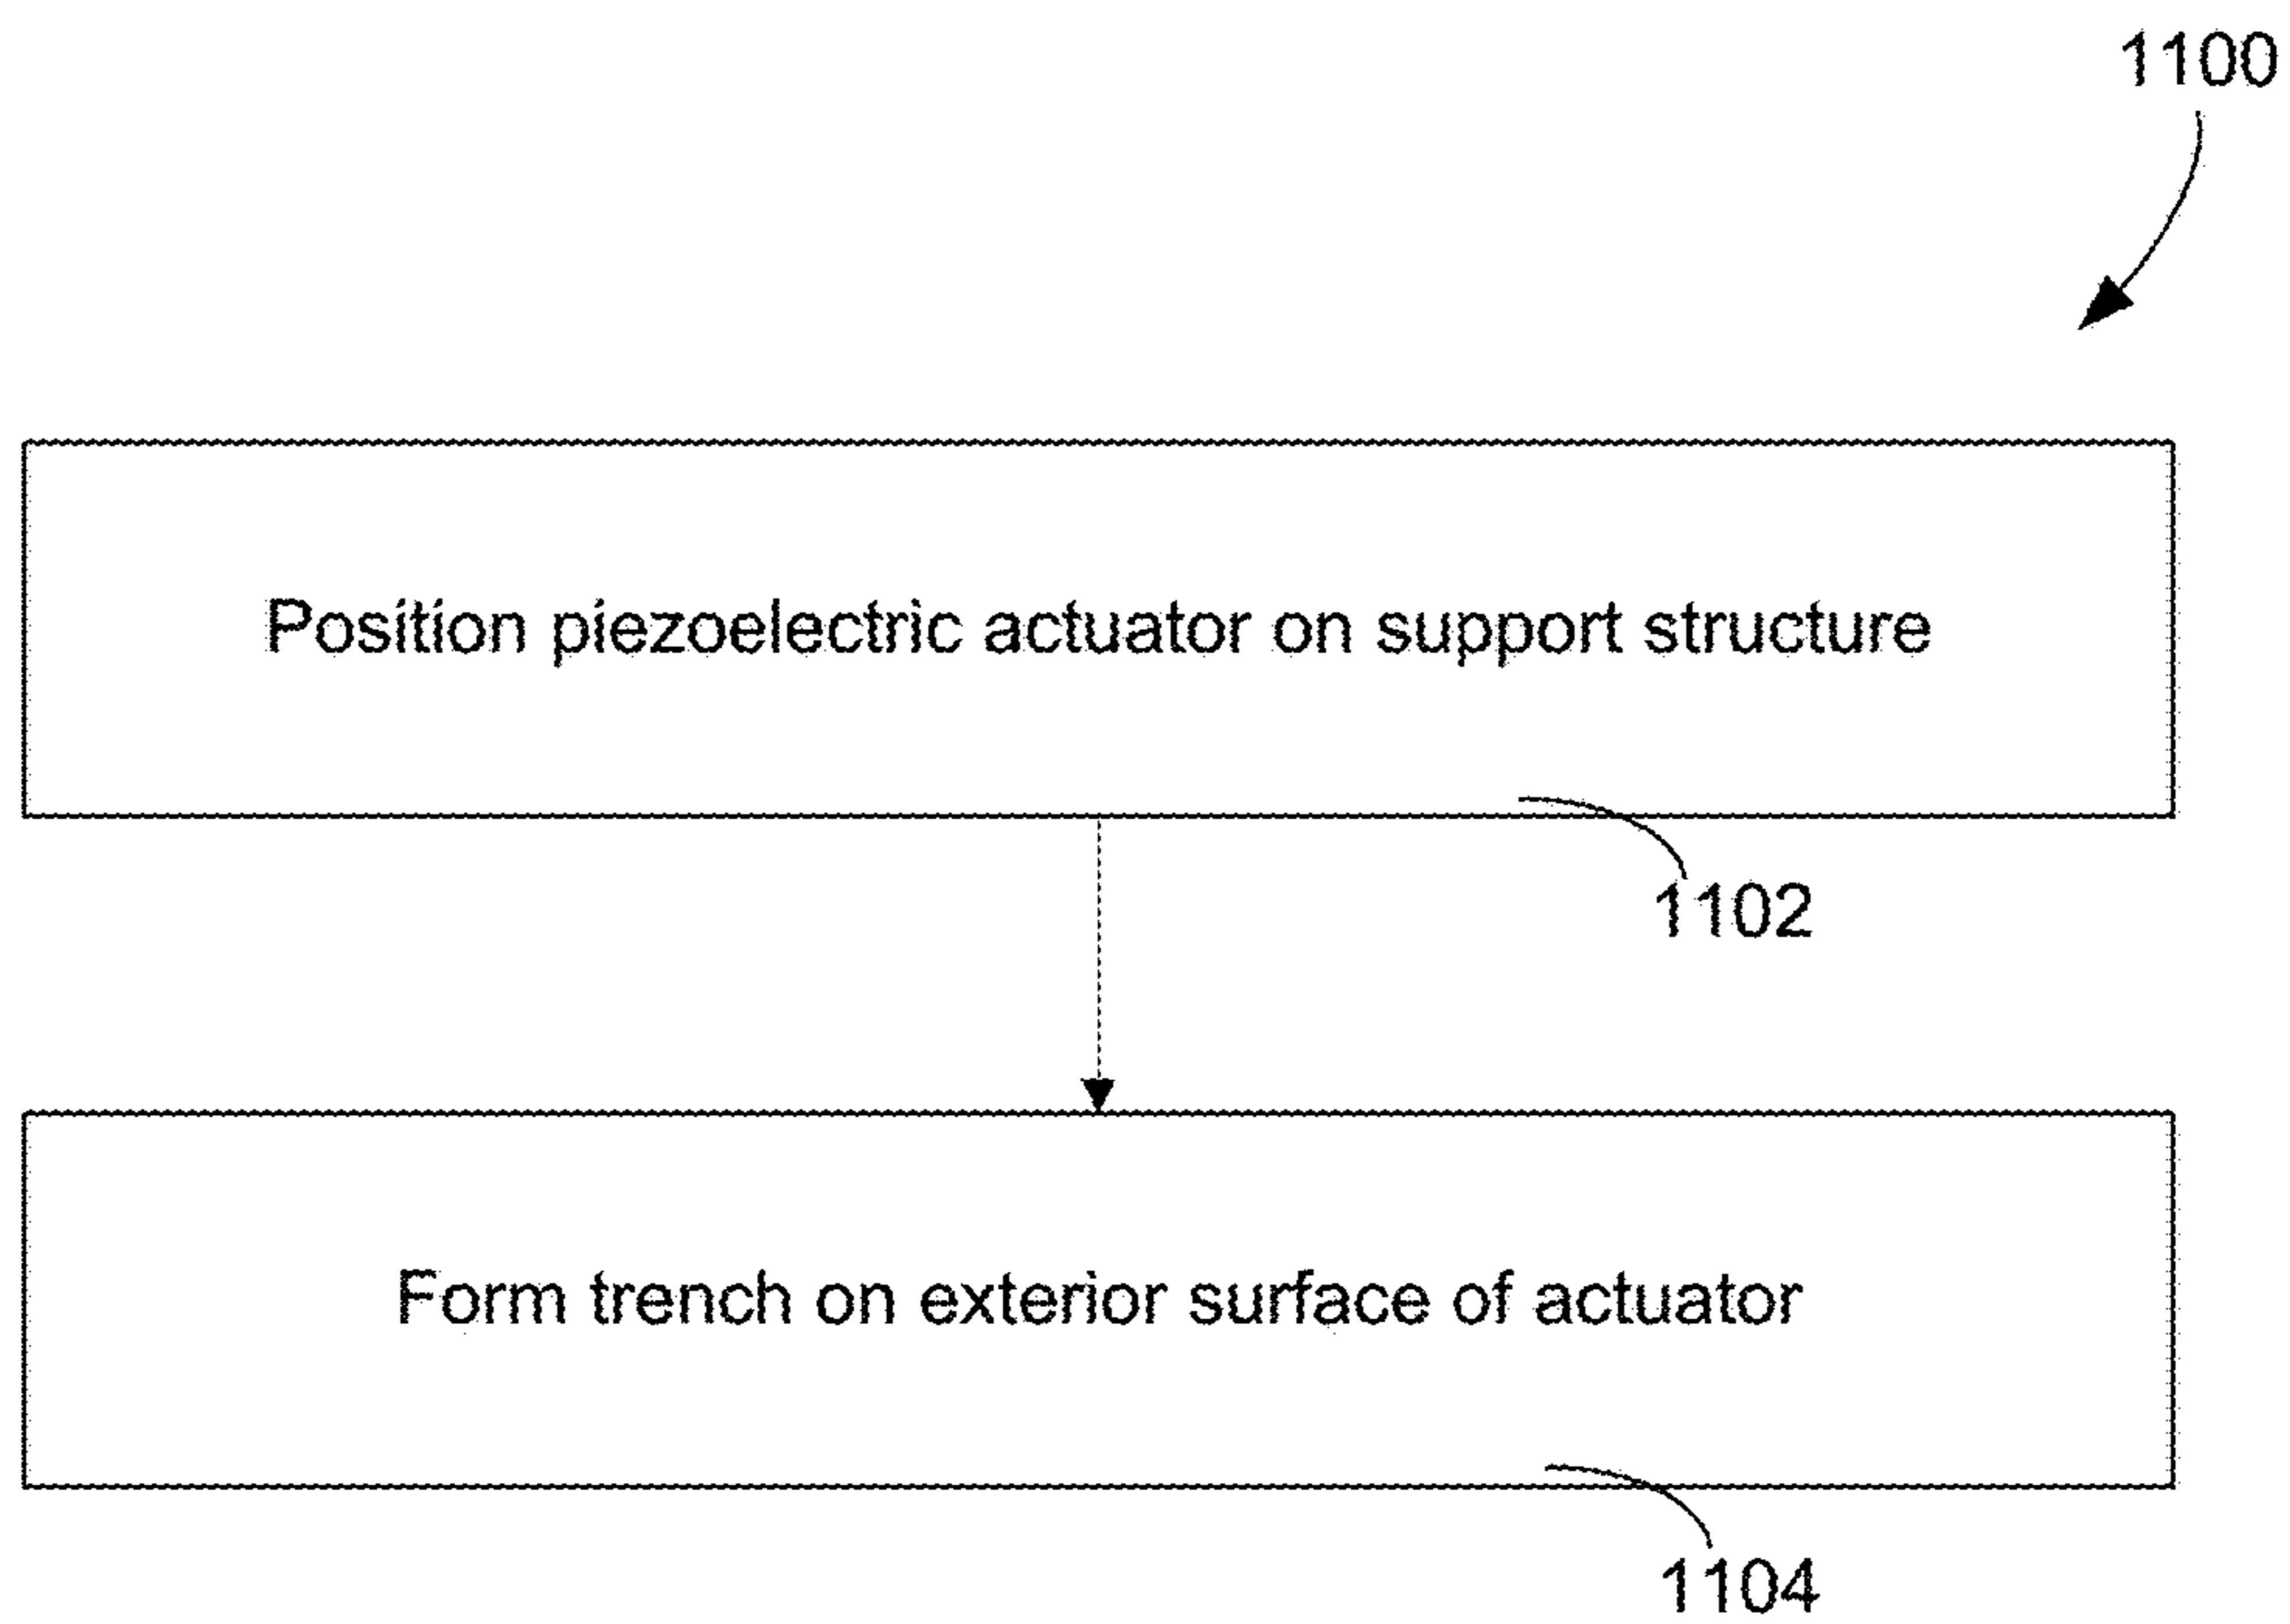 1100
Position piezoelectric actuator on support structure
1102
Form trench on exterior surface of actuator
1104